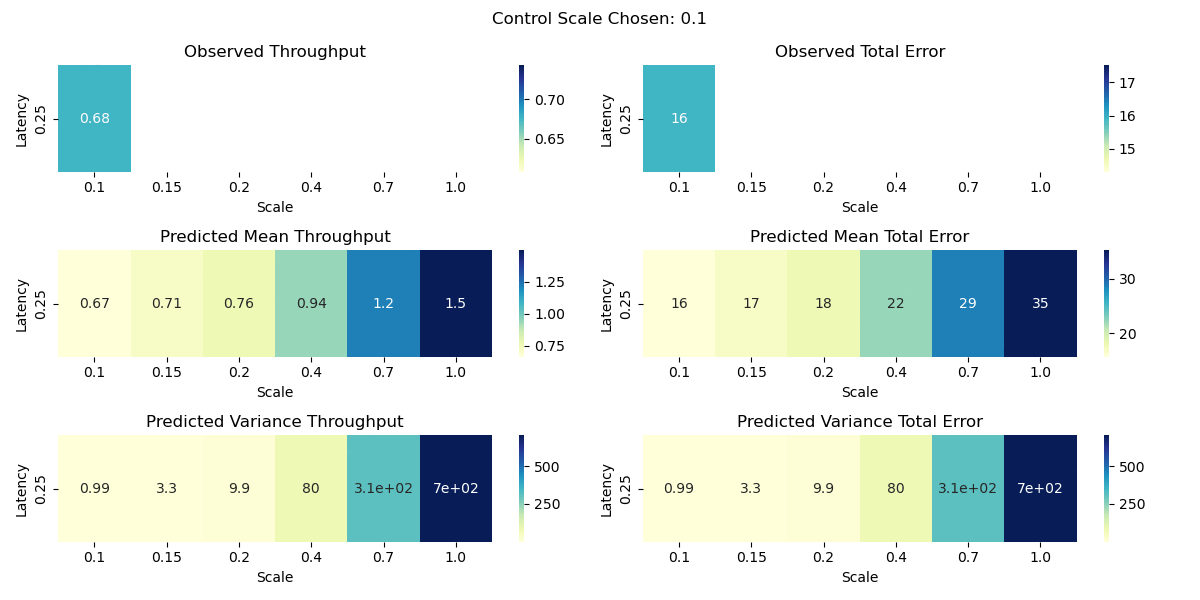 Control Scale Chosen: 0.1
Observed Throughput
Latency
0.25
0.68
0.70
0.65
0.1 0.15 0.2 0.4 0.7 1.0
Scale
Observed Total Error
Latency
0.25
16
17
16
15
0.1 0.15 0.2 0.4 0.7 1.0
Scale
Predicted Mean Throughput
Latency
0.25
0.67 0.71 0.76 0.94 1.2 1.5
1.25
1.00
0.75
0.1 0.15 0.2 0.4 0.7 1.0
Scale
Predicted Mean Total Error
Latency
0.25
16 17 18 22 29 35
30
20
0.1 0.15 0.2 0.4 0.7 1.0
Scale
Predicted Variance Throughput
Latency
0.25
0.99 3.3 9.9 80 3.1e+02 7e+02
500
250
0.1 0.15 0.2 0.4 0.7 1.0
Scale
Predicted Variance Total Error
Latency
0.25
0.99 3.3 9.9 80 3.1e+02 7e+02
500
250
0.1 0.15 0.2 0.4 0.7 1.0
Scale